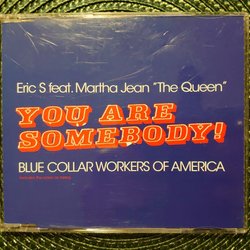 Eric S feat. Martha Jean "The Queen"
YOU ARE
SOMEBODY!
BLUE COLLAR WORKERS OF AMERICA